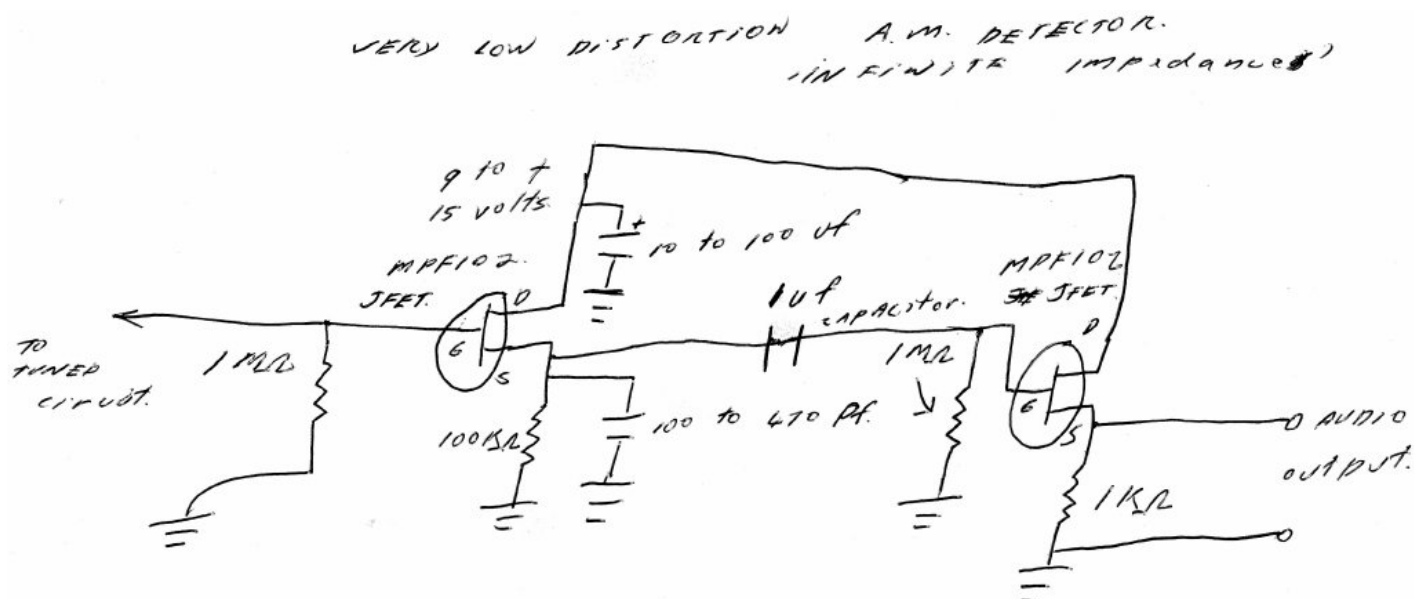 VERY LOW DISTORTION A.M. DETECTOR.
"INFINITE IMPEDANCE"
9 to +
15 volts.
10 to 100 uf
MPF102.
JFET.
D
G
S
TO
TUNED
circuit.
1MΩ
100KΩ
100 to 470 Pf.
1uf
CAPACITOR.
1MΩ
MPF102
JFET.
D
G
S
1KΩ
AUDIO
output.